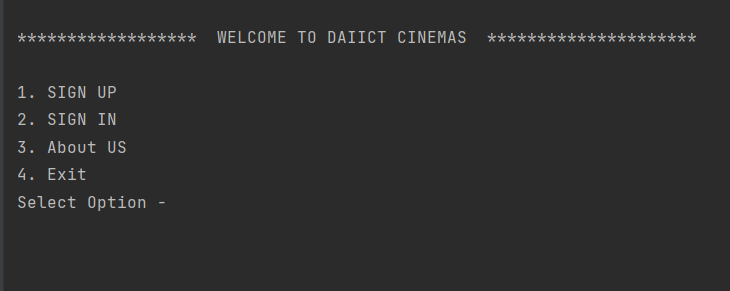 ******************  WELCOME TO DAIICT CINEMAS  *********************
1. SIGN UP
2. SIGN IN
3. About US
4. Exit
Select Option -